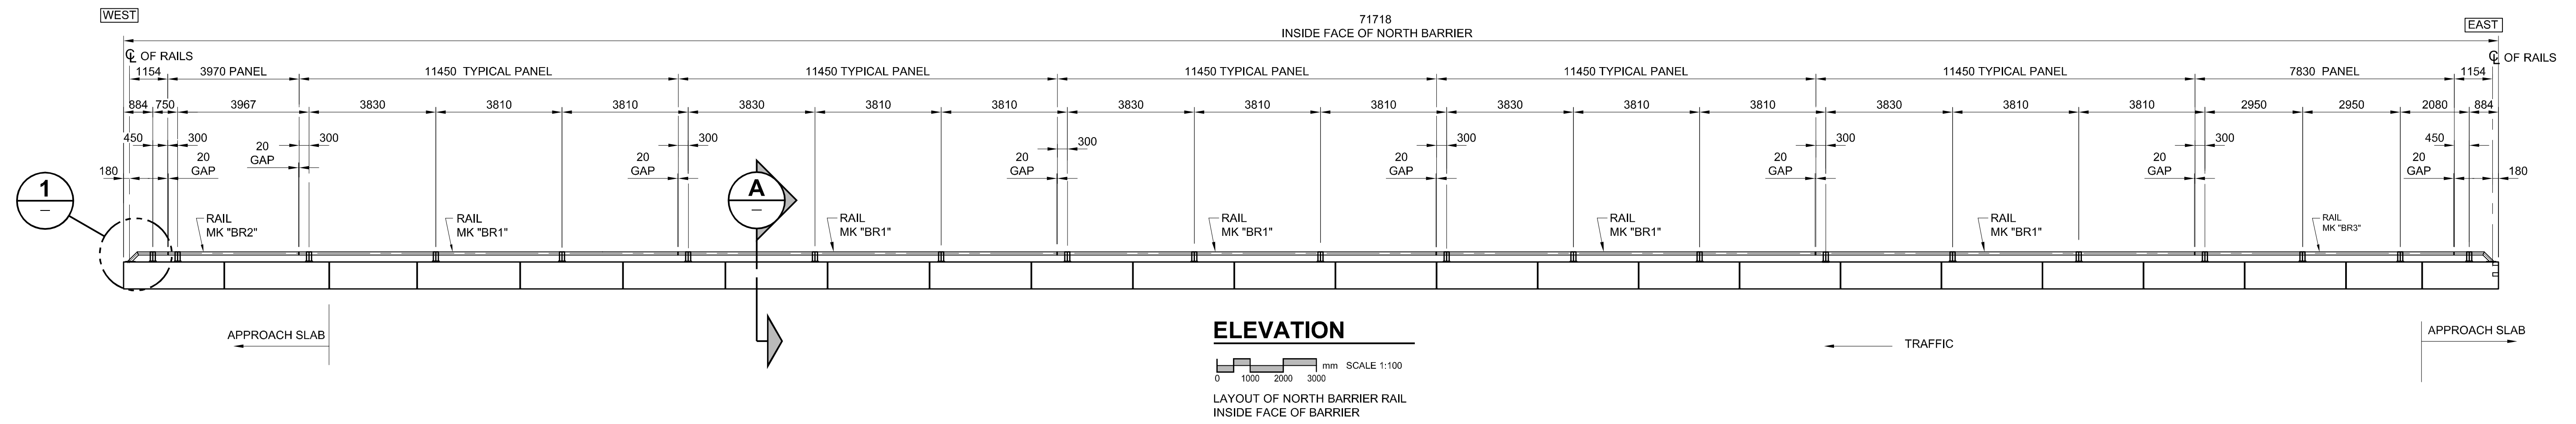 WEST
71718
EAST
INSIDE FACE OF NORTH BARRIER
℄ OF RAILS
℄ OF RAILS
1154
3970 PANEL
11450 TYPICAL PANEL
11450 TYPICAL PANEL
11450 TYPICAL PANEL
11450 TYPICAL PANEL
11450 TYPICAL PANEL
7830 PANEL
1154
884 750 3967 3830 3810 3810 3830 3810 3810 3830 3810 3810 3830 3810 3810 3830 3810 3810 2950 2950 2080 884
450 300 300 300 300 300 300 300 450
20
GAP
20
GAP
20
GAP
20
GAP
20
GAP
20
GAP
20
GAP
20
GAP
180
180
1
–
A
–
RAIL
MK "BR2"
RAIL
MK "BR1"
RAIL
MK "BR1"
RAIL
MK "BR1"
RAIL
MK "BR1"
RAIL
MK "BR1"
RAIL
MK "BR3"
APPROACH SLAB
ELEVATION
TRAFFIC
APPROACH SLAB
mm SCALE 1:100
0 1000 2000 3000
LAYOUT OF NORTH BARRIER RAIL
INSIDE FACE OF BARRIER